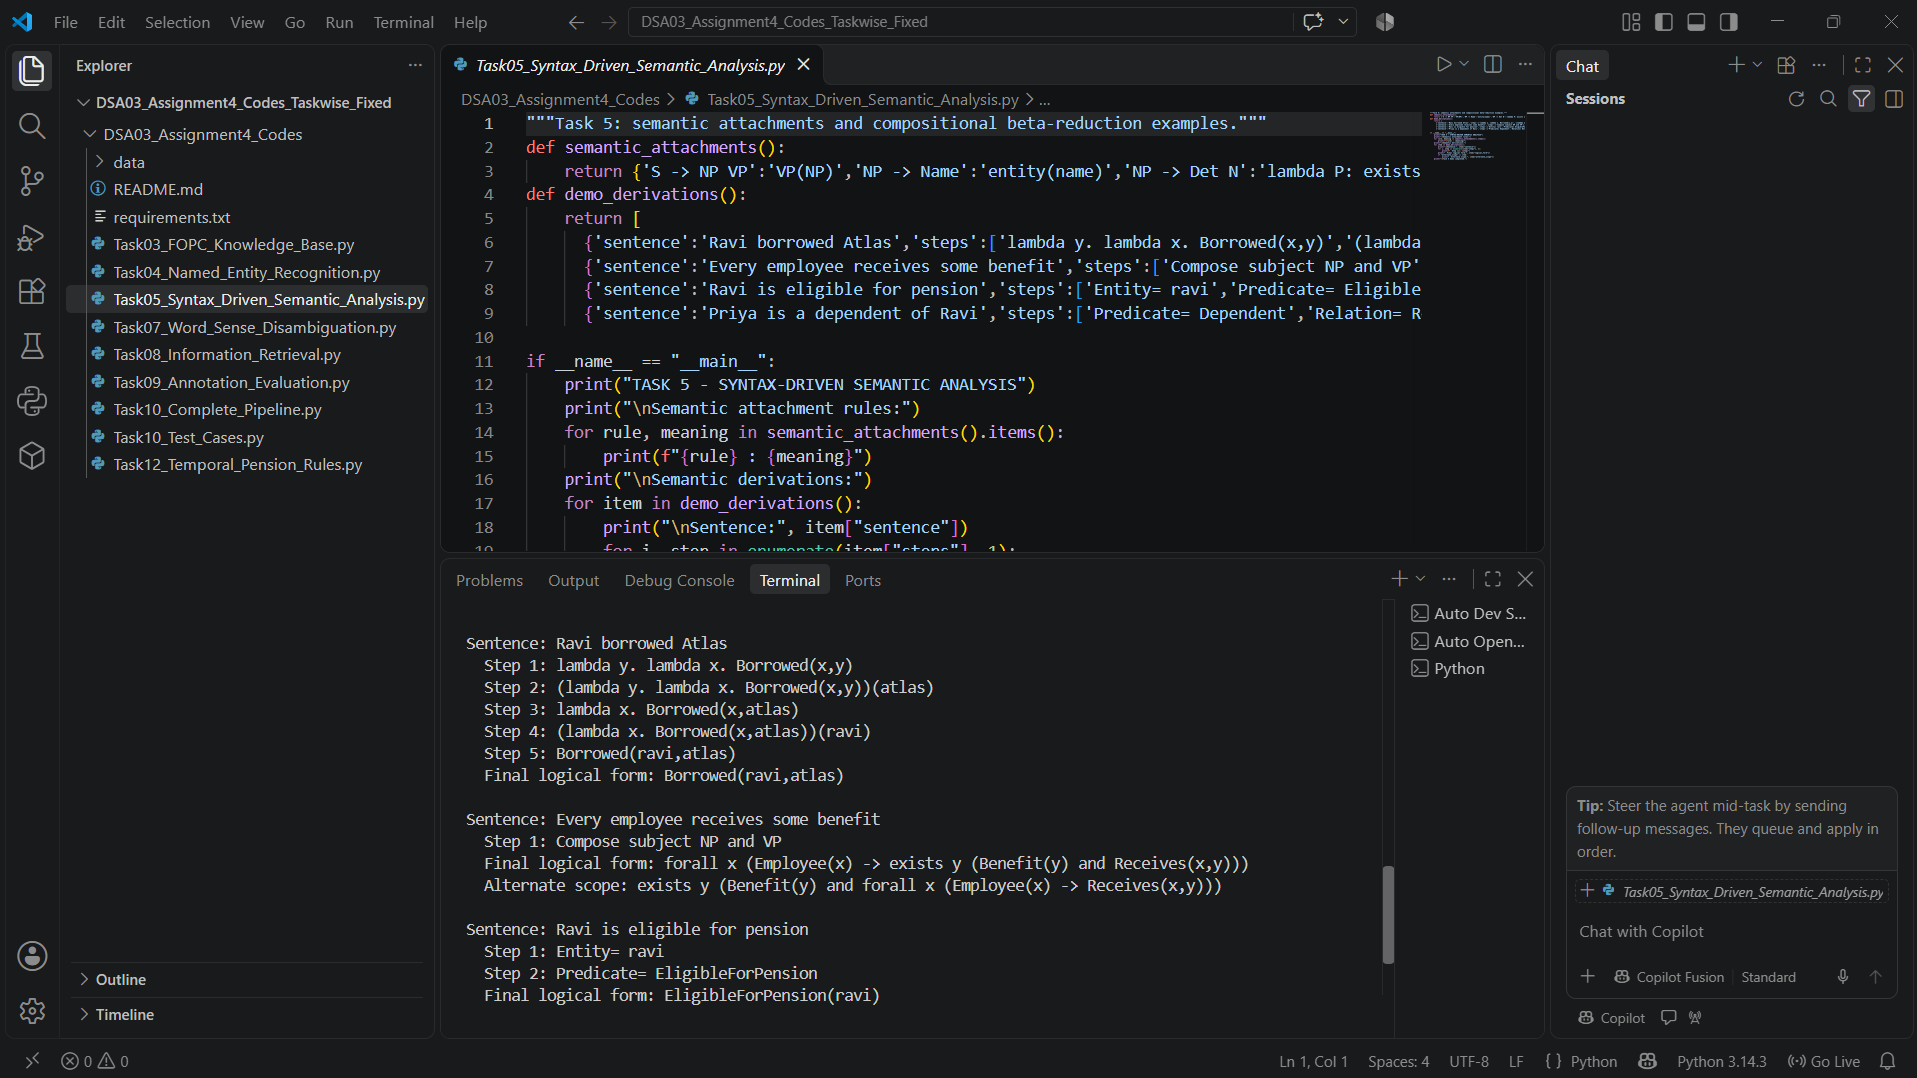 File Edit Selection View Go Run Terminal Help
DSA03_Assignment4_Codes_Taskwise_Fixed
Explorer
DSA03_Assignment4_Codes_Taskwise_Fixed
DSA03_Assignment4_Codes
data
README.md
requirements.txt
Task03_FOPC_Knowledge_Base.py
Task04_Named_Entity_Recognition.py
Task05_Syntax_Driven_Semantic_Analysis.py
Task07_Word_Sense_Disambiguation.py
Task08_Information_Retrieval.py
Task09_Annotation_Evaluation.py
Task10_Complete_Pipeline.py
Task10_Test_Cases.py
Task12_Temporal_Pension_Rules.py
Outline
Timeline
Task05_Syntax_Driven_Semantic_Analysis.py
DSA03_Assignment4_Codes > Task05_Syntax_Driven_Semantic_Analysis.py > ...
1 """Task 5: semantic attachments and compositional beta-reduction examples."""
2 def semantic_attachments():
3 return {'S -> NP VP':'VP(NP)','NP -> Name':'entity(name)','NP -> Det N':'lambda P: exists
4 def demo_derivations():
5 return [
6 {'sentence':'Ravi borrowed Atlas','steps':['lambda y. lambda x. Borrowed(x,y)','(lambda
7 {'sentence':'Every employee receives some benefit','steps':['Compose subject NP and VP'
8 {'sentence':'Ravi is eligible for pension','steps':['Entity= ravi','Predicate= Eligible
9 {'sentence':'Priya is a dependent of Ravi','steps':['Predicate= Dependent','Relation= R
10
11 if __name__ == "__main__":
12 print("TASK 5 - SYNTAX-DRIVEN SEMANTIC ANALYSIS")
13 print("\nSemantic attachment rules:")
14 for rule, meaning in semantic_attachments().items():
15 print(f"{rule} : {meaning}")
16 print("\nSemantic derivations:")
17 for item in demo_derivations():
18 print("\nSentence:", item["sentence"])
19 for i, step in enumerate(item["steps"], 1):
Problems Output Debug Console Terminal Ports
Sentence: Ravi borrowed Atlas
Step 1: lambda y. lambda x. Borrowed(x,y)
Step 2: (lambda y. lambda x. Borrowed(x,y))(atlas)
Step 3: lambda x. Borrowed(x,atlas)
Step 4: (lambda x. Borrowed(x,atlas))(ravi)
Step 5: Borrowed(ravi,atlas)
Final logical form: Borrowed(ravi,atlas)
Sentence: Every employee receives some benefit
Step 1: Compose subject NP and VP
Final logical form: forall x (Employee(x) -> exists y (Benefit(y) and Receives(x,y)))
Alternate scope: exists y (Benefit(y) and forall x (Employee(x) -> Receives(x,y)))
Sentence: Ravi is eligible for pension
Step 1: Entity= ravi
Step 2: Predicate= EligibleForPension
Final logical form: EligibleForPension(ravi)
Auto Dev S...
Auto Open...
Python
Chat
Sessions
Tip: Steer the agent mid-task by sending
follow-up messages. They queue and apply in
order.
Task05_Syntax_Driven_Semantic_Analysis.py
Chat with Copilot
Copilot Fusion Standard
Copilot
0 0
Ln 1, Col 1 Spaces: 4 UTF-8 LF { } Python Python 3.14.3 Go Live